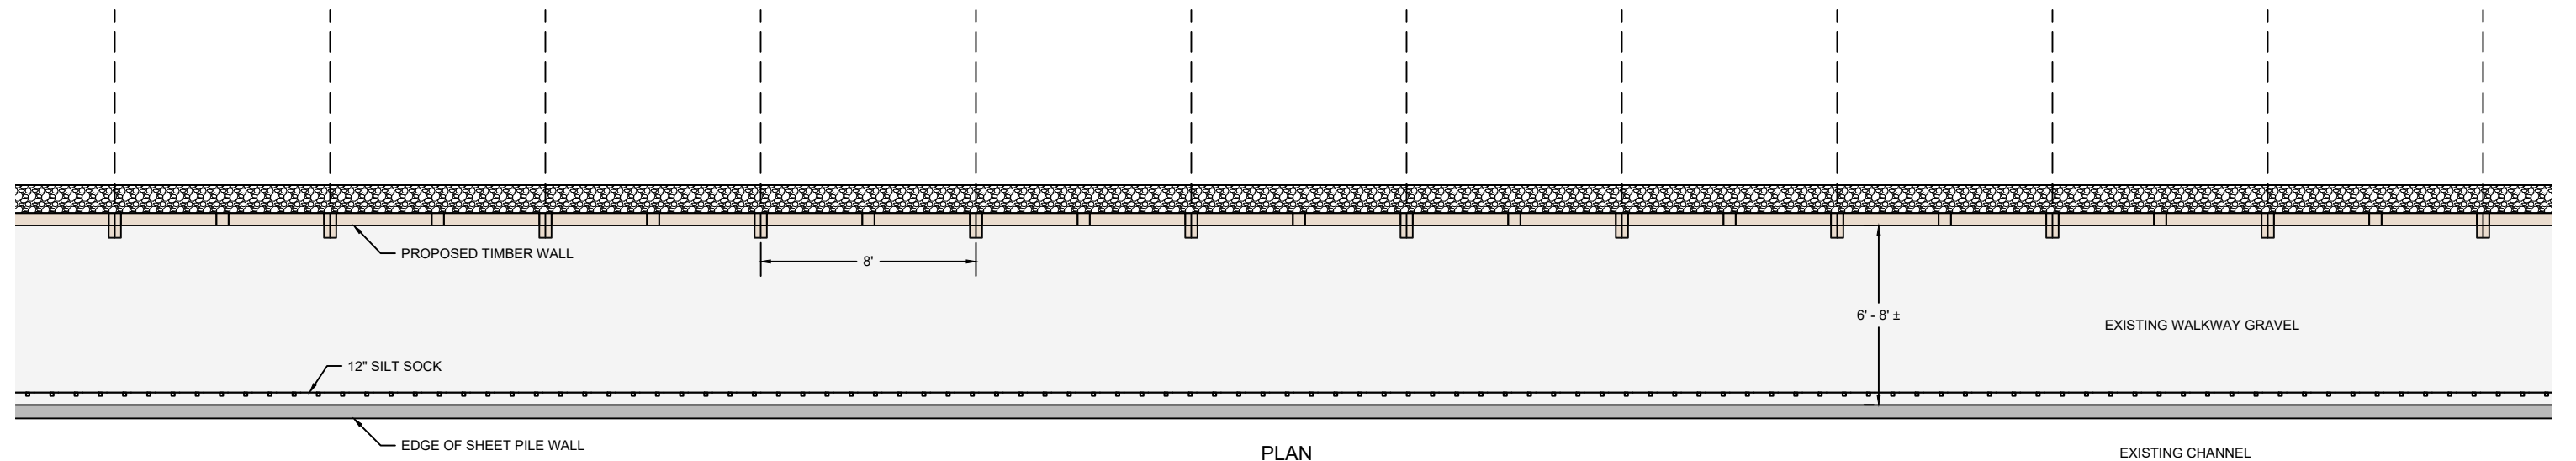 PROPOSED TIMBER WALL
8'
6' - 8' ±
EXISTING WALKWAY GRAVEL
12" SILT SOCK
EDGE OF SHEET PILE WALL
PLAN
EXISTING CHANNEL